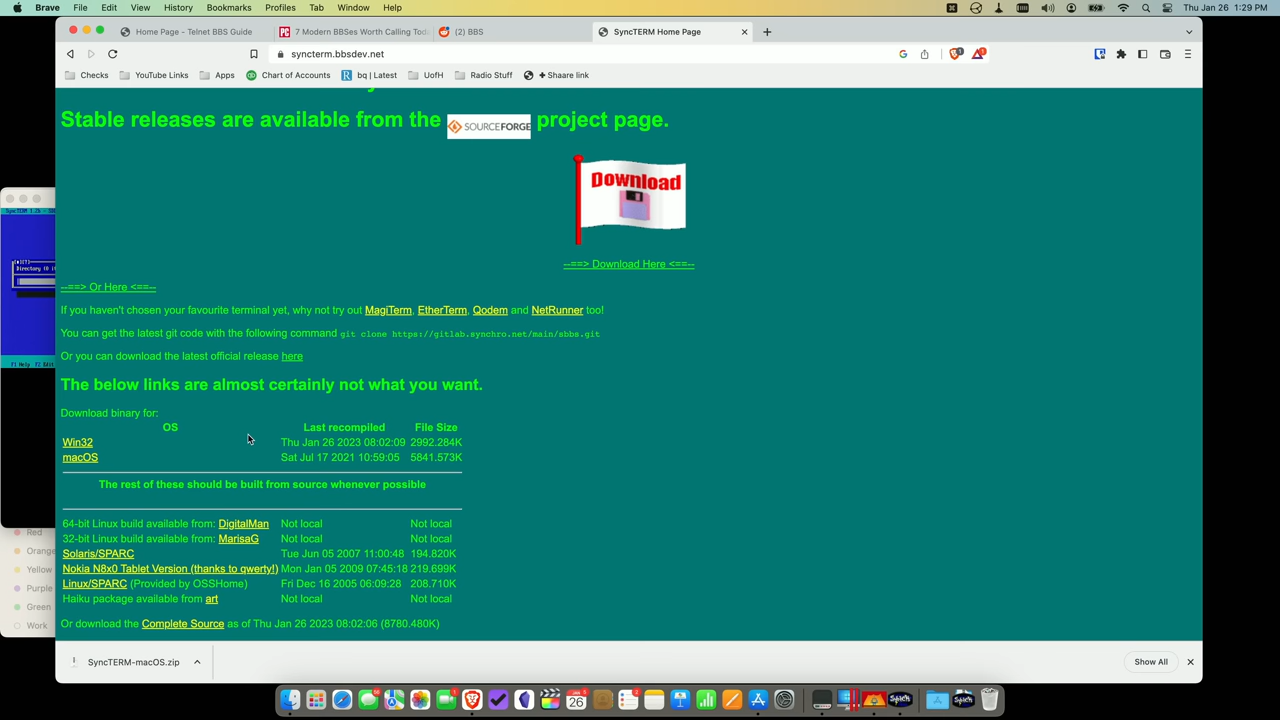 Brave File Edit View History Bookmarks Profiles Tab Window Help
Thu Jan 26 1:29 PM
Home Page - Telnet BBS Guide
7 Modern BBSes Worth Calling Tod
(2) BBS
SyncTERM Home Page
syncterm.bbsdev.net
Checks YouTube Links Apps Chart of Accounts bq | Latest UofH Radio Stuff + Shaare link
Stable releases are available from the SOURCEFORGE project page.
Download
--==> Download Here <==--
--==> Or Here <==--
If you haven't chosen your favourite terminal yet, why not try out MagiTerm, EtherTerm, Qodem and NetRunner too!
You can get the latest git code with the following command git clone https://gitlab.synchro.net/main/sbbs.git
Or you can download the latest official release here
The below links are almost certainly not what you want.
Download binary for:
OS Last recompiled File Size
Win32 Thu Jan 26 2023 08:02:09 2992.284K
macOS Sat Jul 17 2021 10:59:05 5841.573K
The rest of these should be built from source whenever possible
64-bit Linux build available from: DigitalMan Not local Not local
32-bit Linux build available from: MarisaG Not local Not local
Solaris/SPARC Tue Jun 05 2007 11:00:48 194.820K
Nokia N8x0 Tablet Version (thanks to qwerty!) Mon Jan 05 2009 07:45:18 219.699K
Linux/SPARC (Provided by OSSHome) Fri Dec 16 2005 06:09:28 208.710K
Haiku package available from art Not local Not local
Or download the Complete Source as of Thu Jan 26 2023 08:02:06 (8780.480K)
Red
Orange
Yellow
Purple
Green
Work
SyncTERM-macOS.zip
Show All